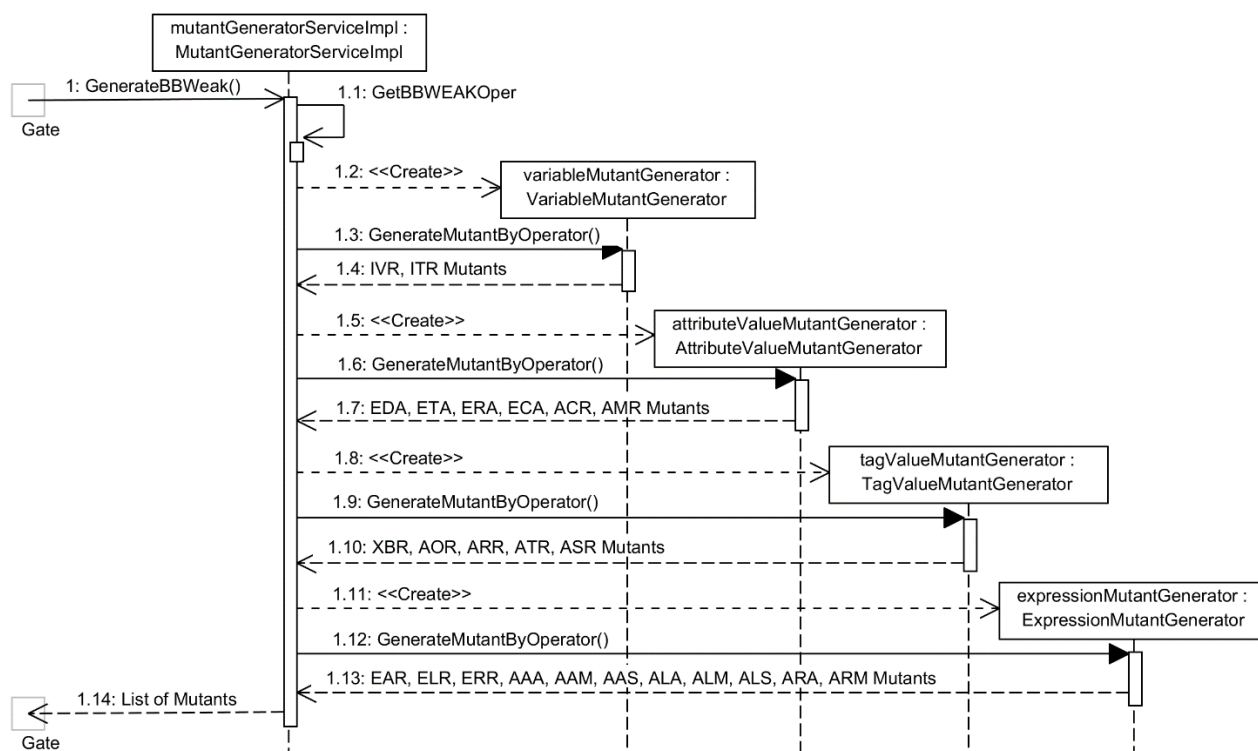 mutantGeneratorServiceImpl :
MutantGeneratorServiceImpl
1: GenerateBBWeak()
Gate
1.1: GetBBWEAKOper
1.2: <<Create>>
variableMutantGenerator :
VariableMutantGenerator
1.3: GenerateMutantByOperator()
1.4: IVR, ITR Mutants
1.5: <<Create>>
attributeValueMutantGenerator :
AttributeValueMutantGenerator
1.6: GenerateMutantByOperator()
1.7: EDA, ETA, ERA, ECA, ACR, AMR Mutants
1.8: <<Create>>
tagValueMutantGenerator :
TagValueMutantGenerator
1.9: GenerateMutantByOperator()
1.10: XBR, AOR, ARR, ATR, ASR Mutants
1.11: <<Create>>
expressionMutantGenerator :
ExpressionMutantGenerator
1.12: GenerateMutantByOperator()
1.13: EAR, ELR, ERR, AAA, AAM, AAS, ALA, ALM, ALS, ARA, ARM Mutants
1.14: List of Mutants
Gate